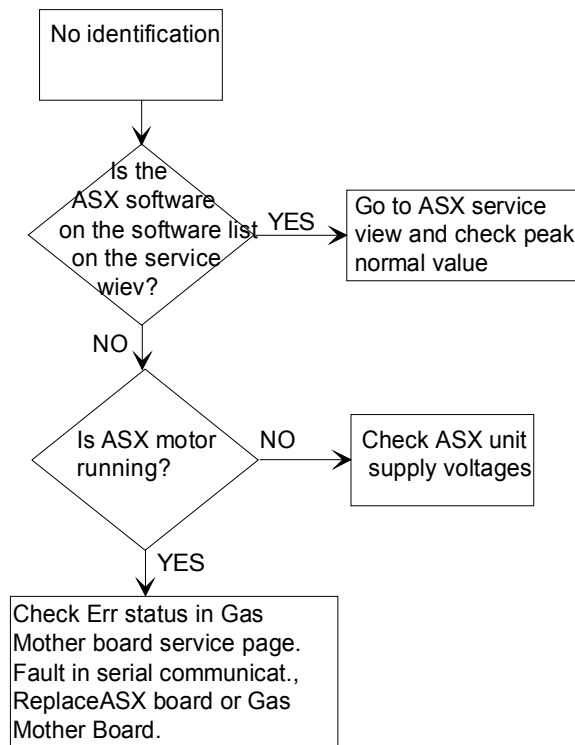 No identification
Is the
ASX software
on the software list
on the service
wiev?
YES
Go to ASX service
view and check peak
normal value
NO
Is ASX motor
running?
NO
Check ASX unit
supply voltages
YES
Check Err status in Gas
Mother board service page.
Fault in serial communicat.,
ReplaceASX board or Gas
Mother Board.